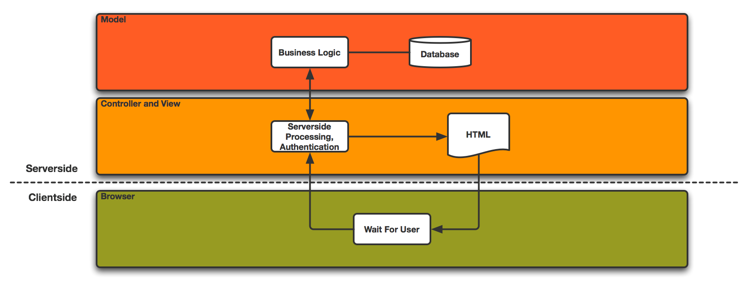 Model
Business Logic
Database
Controller and View
Serverside
Processing,
Authentication
HTML
Serverside
Clientside
Browser
Wait For User